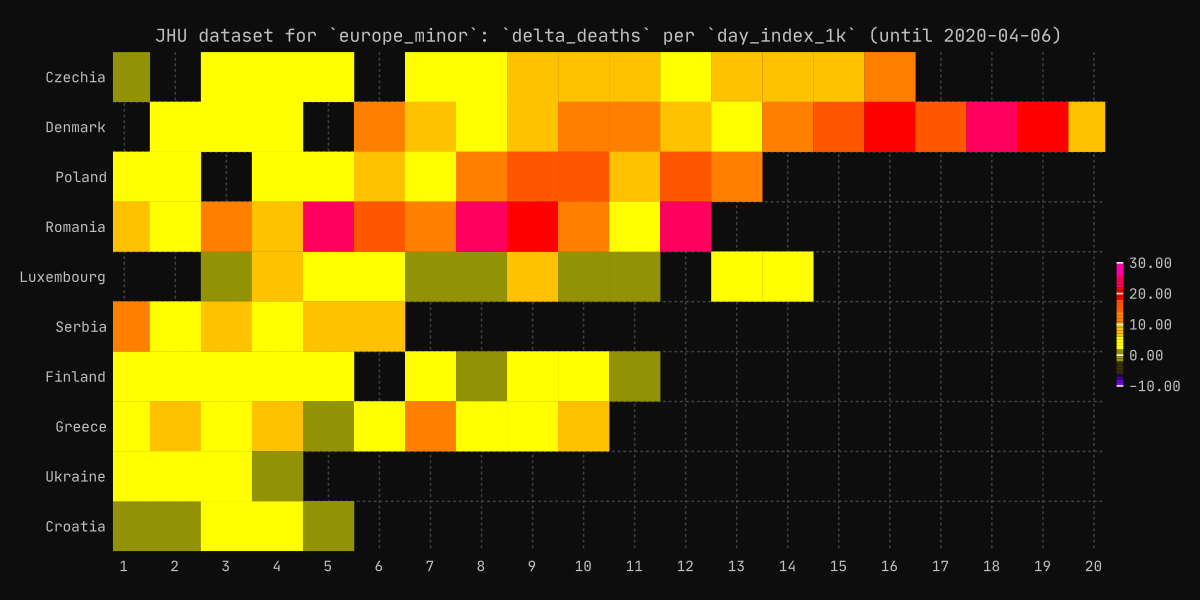 JHU dataset for `europe_minor`: `delta_deaths` per `day_index_1k` (until 2020-04-06)
Czechia
Denmark
Poland
Romania
Luxembourg
Serbia
Finland
Greece
Ukraine
Croatia
1 2 3 4 5 6 7 8 9 10 11 12 13 14 15 16 17 18 19 20
30.00
20.00
10.00
0.00
-10.00